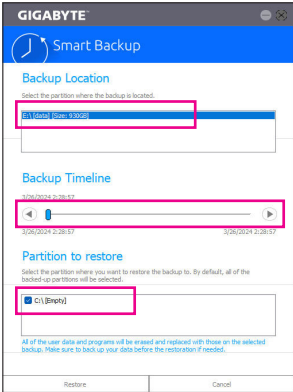 GIGABYTE™
Smart Backup
Backup Location
Select the partition where the backup is located.
E:\ [data] [Size: 930GB]
Backup Timeline
3/26/2024 2:28:57
3/26/2024 2:28:57 3/26/2024 2:28:57
Partition to restore
Select the partition where you want to restore the backup to. By default, all of the
backed-up partitions will be selected.
C:\ [Empty]
All of the user data and programs will be erased and replaced with those on the selected
backup. Make sure to back up your data before the restoration if needed.
Restore Cancel